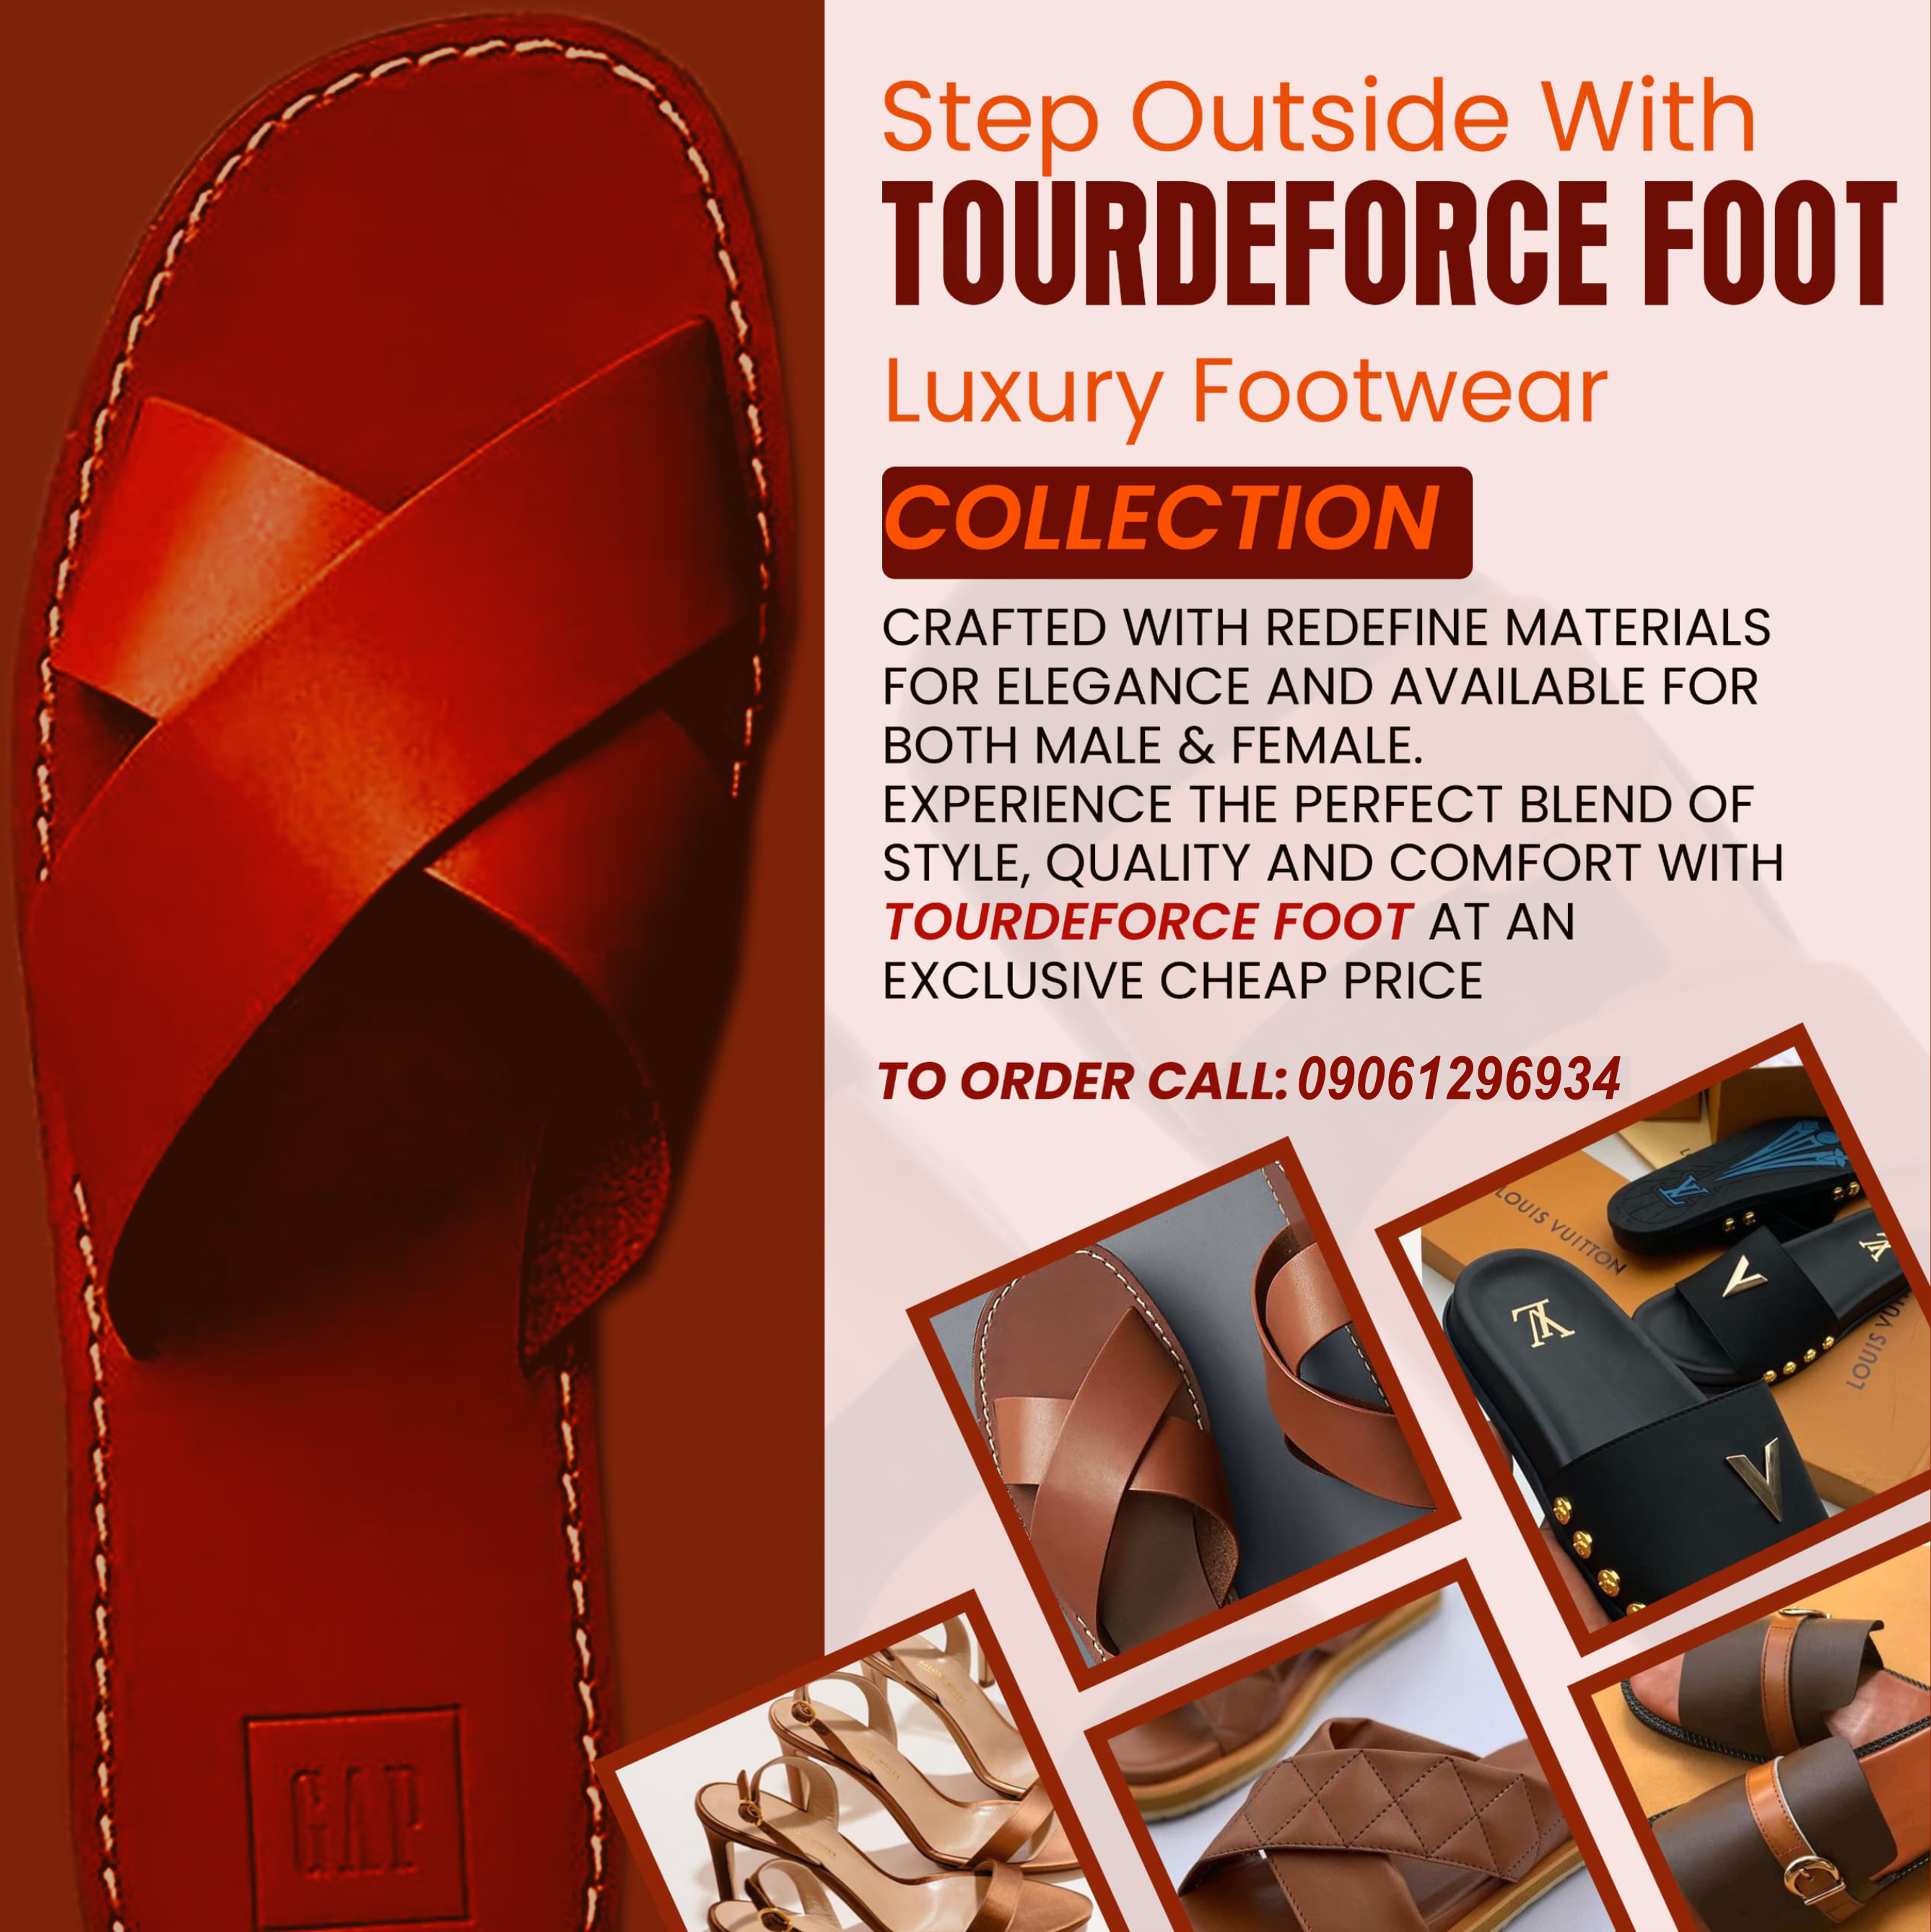 Step Outside With
TOURDEFORCE FOOT
Luxury Footwear
COLLECTION
CRAFTED WITH REDEFINE MATERIALS
FOR ELEGANCE AND AVAILABLE FOR
BOTH MALE & FEMALE.
EXPERIENCE THE PERFECT BLEND OF
STYLE, QUALITY AND COMFORT WITH
TOURDEFORCE FOOT AT AN
EXCLUSIVE CHEAP PRICE
TO ORDER CALL: 09061296934
LOUIS VUITTON
LV
V
V
GAP